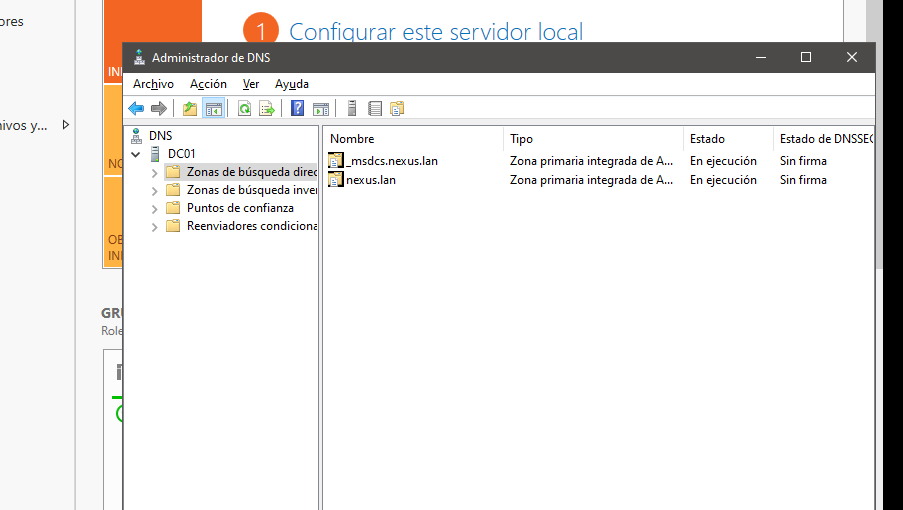 ores
1 Configurar este servidor local
Administrador de DNS
IN
Archivo Acción Ver Ayuda
ivos y...
DNS
DC01
Zonas de búsqueda direc
Zonas de búsqueda inver
Puntos de confianza
Reenviadores condiciona
Nombre Tipo Estado Estado de DNSSEC
_msdcs.nexus.lan Zona primaria integrada de A... En ejecución Sin firma
nexus.lan Zona primaria integrada de A... En ejecución Sin firma
NO
OB
IN
GRU
Role